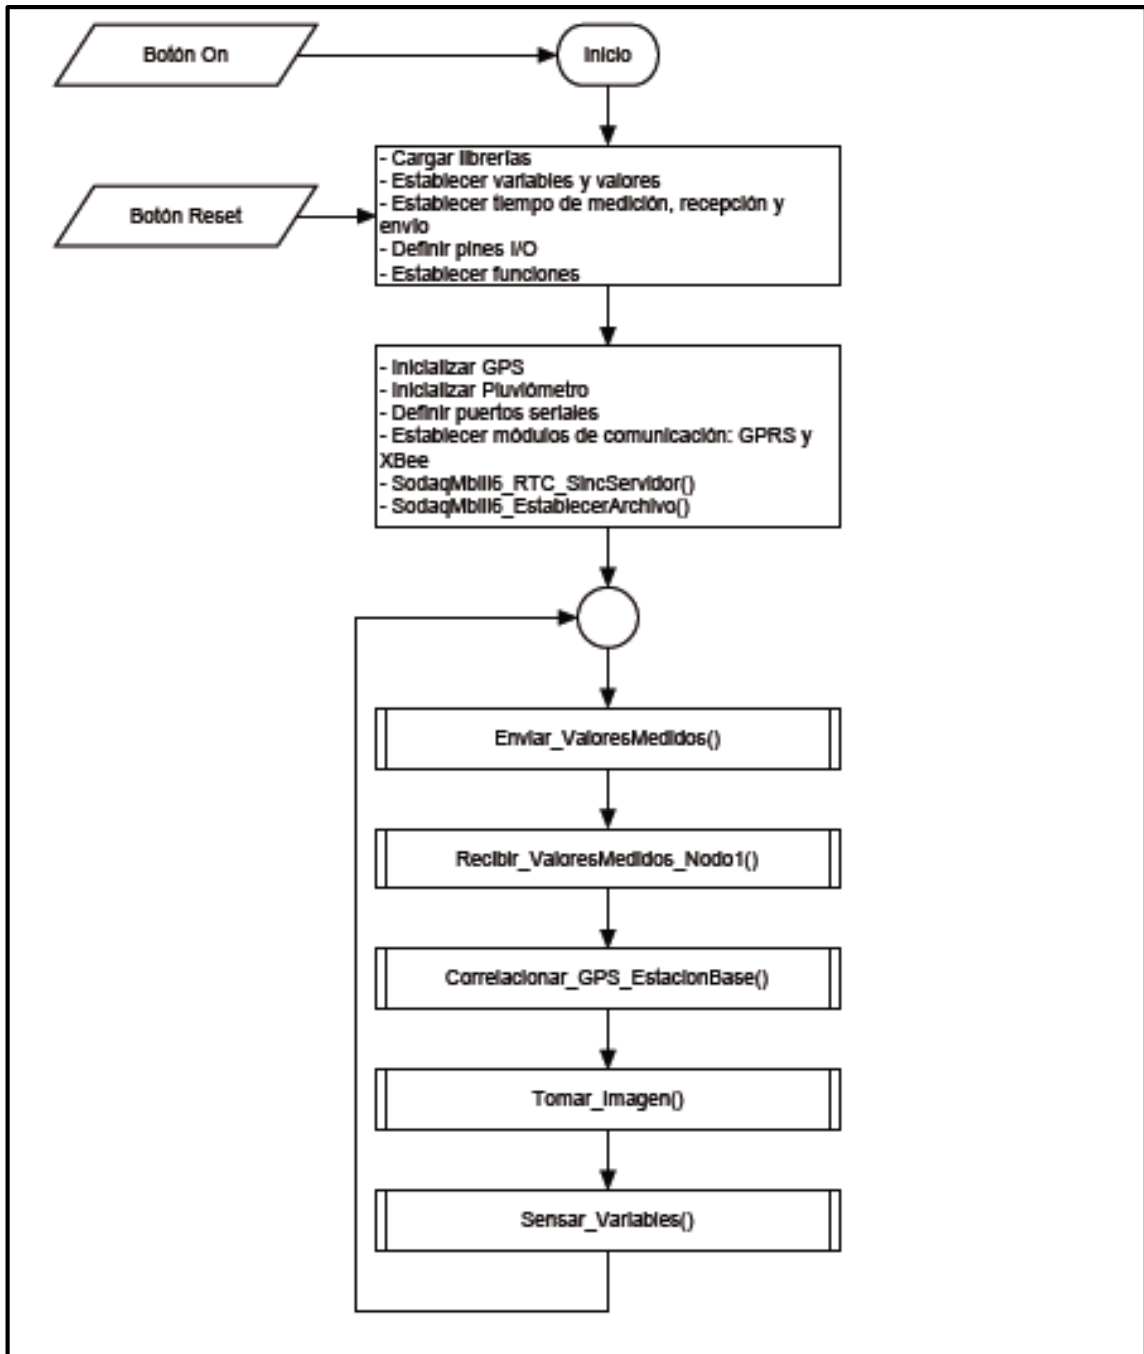 Botón On
Inicio
- Cargar librerías
- Establecer variables y valores
- Establecer tiempo de medición, recepción y
envío
- Definir pines I/O
- Establecer funciones
Botón Reset
- Inicializar GPS
- Inicializar Pluviómetro
- Definir puertos seriales
- Establecer módulos de comunicación: GPRS y
XBee
- SodaqMbili6_RTC_SincServidor()
- SodaqMbili6_EstablecerArchivo()
Enviar_ValoresMedidos()
Recibir_ValoresMedidos_Nodo1()
Correlacionar_GPS_EstacionBase()
Tomar_Imagen()
Sensar_Variables()